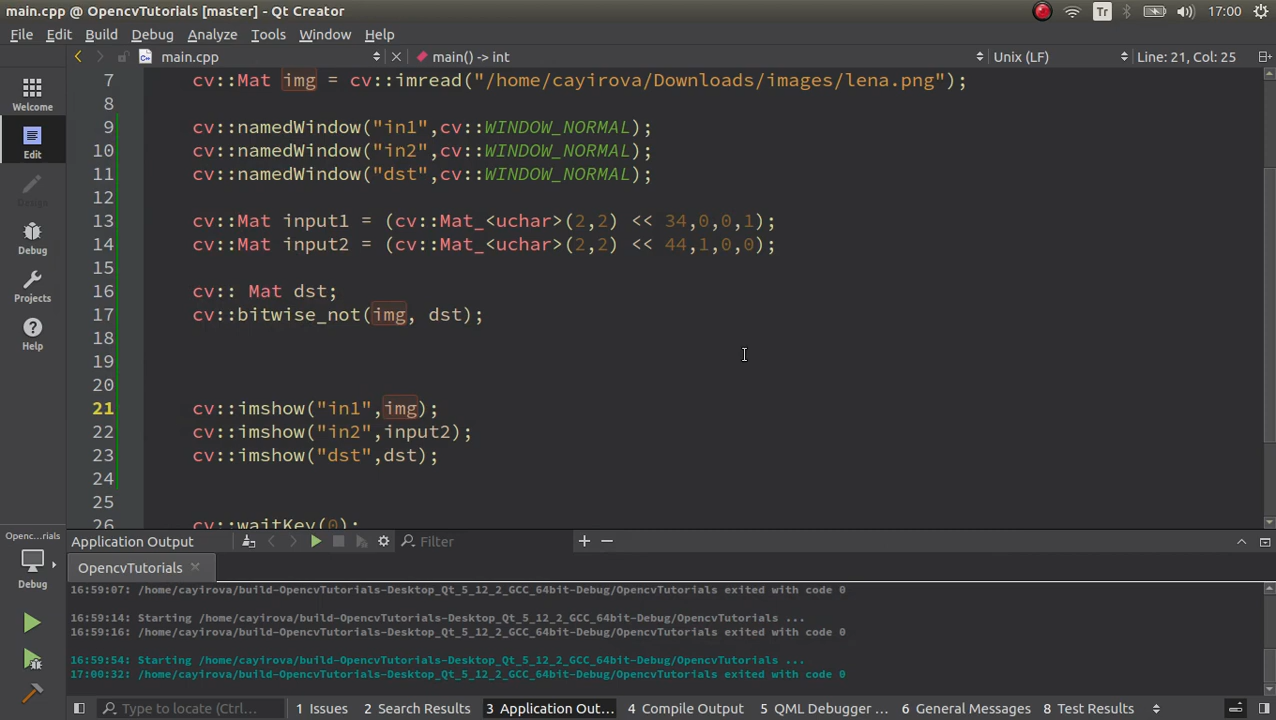 main.cpp @ OpencvTutorials [master] - Qt Creator
Tr
17:00
File Edit Build Debug Analyze Tools Window Help
main.cpp
main() -> int
Unix (LF)
Line: 21, Col: 25
Welcome
Edit
Design
Debug
Projects
Help
7 cv::Mat img = cv::imread("/home/cayirova/Downloads/images/lena.png");
8
9 cv::namedWindow("in1",cv::WINDOW_NORMAL);
10 cv::namedWindow("in2",cv::WINDOW_NORMAL);
11 cv::namedWindow("dst",cv::WINDOW_NORMAL);
12
13 cv::Mat input1 = (cv::Mat_<uchar>(2,2) << 34,0,0,1);
14 cv::Mat input2 = (cv::Mat_<uchar>(2,2) << 44,1,0,0);
15
16 cv:: Mat dst;
17 cv::bitwise_not(img, dst);
18
19
20
21 cv::imshow("in1",img);
22 cv::imshow("in2",input2);
23 cv::imshow("dst",dst);
24
25
26 cv::waitKey(0);
Openc...rials
Debug
Application Output
Filter
OpencvTutorials
16:59:07: /home/cayirova/build-OpencvTutorials-Desktop_Qt_5_12_2_GCC_64bit-Debug/OpencvTutorials exited with code 0
16:59:14: Starting /home/cayirova/build-OpencvTutorials-Desktop_Qt_5_12_2_GCC_64bit-Debug/OpencvTutorials ...
16:59:16: /home/cayirova/build-OpencvTutorials-Desktop_Qt_5_12_2_GCC_64bit-Debug/OpencvTutorials exited with code 0
16:59:54: Starting /home/cayirova/build-OpencvTutorials-Desktop_Qt_5_12_2_GCC_64bit-Debug/OpencvTutorials ...
17:00:32: /home/cayirova/build-OpencvTutorials-Desktop_Qt_5_12_2_GCC_64bit-Debug/OpencvTutorials exited with code 0
Type to locate (Ctrl...
1 Issues
2 Search Results
3 Application Out...
4 Compile Output
5 QML Debugger ...
6 General Messages
8 Test Results